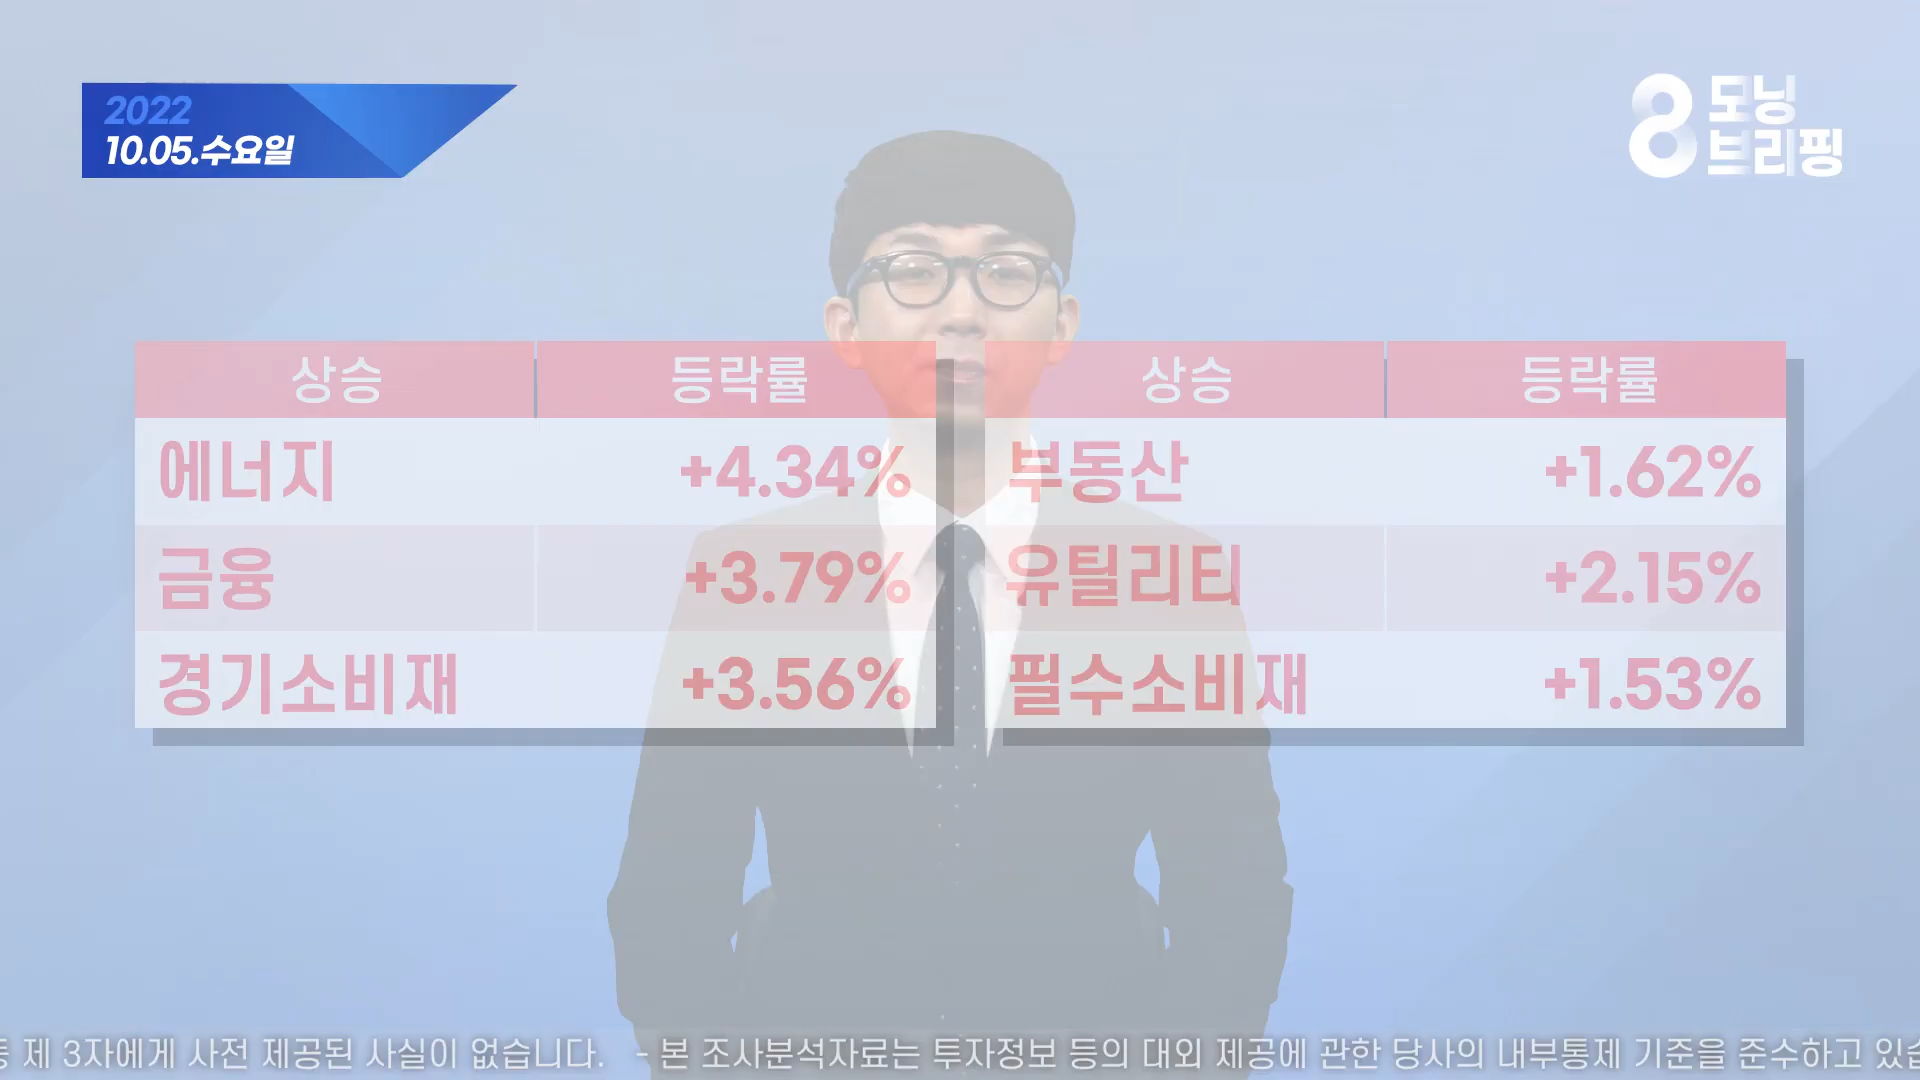 2022
10.05.수요일
8 모닝
브리핑
상승 등락률
에너지 +4.34%
금융 +3.79%
경기소비재 +3.56%
상승 등락률
부동산 +1.62%
유틸리티 +2.15%
필수소비재 +1.53%
제 3자에게 사전 제공된 사실이 없습니다. - 본 조사분석자료는 투자정보 등의 대외 제공에 관한 당사의 내부통제 기준을 준수하고